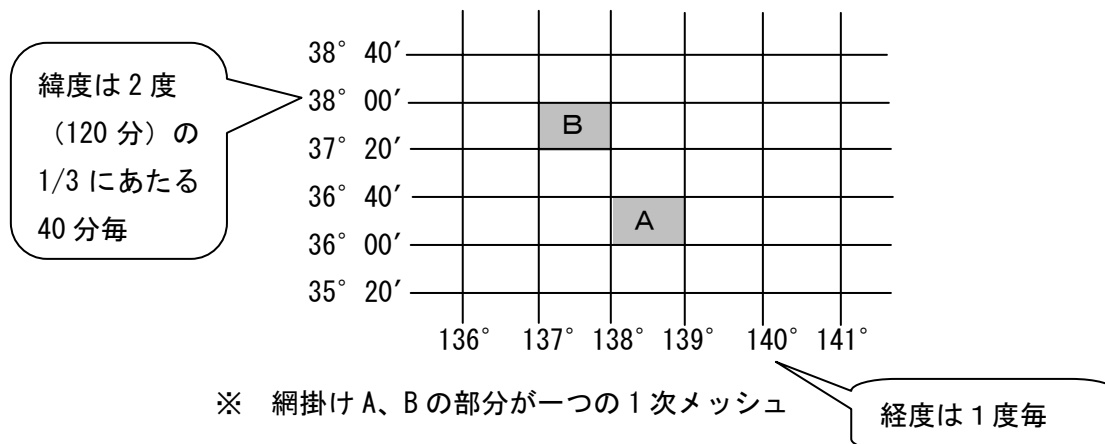 緯度は2度
(120分)の
1/3にあたる
40分毎
38° 40′
38° 00′
37° 20′
36° 40′
36° 00′
35° 20′
B
A
136° 137° 138° 139° 140° 141°
※ 網掛けA、Bの部分が一つの1次メッシュ
経度は1度毎